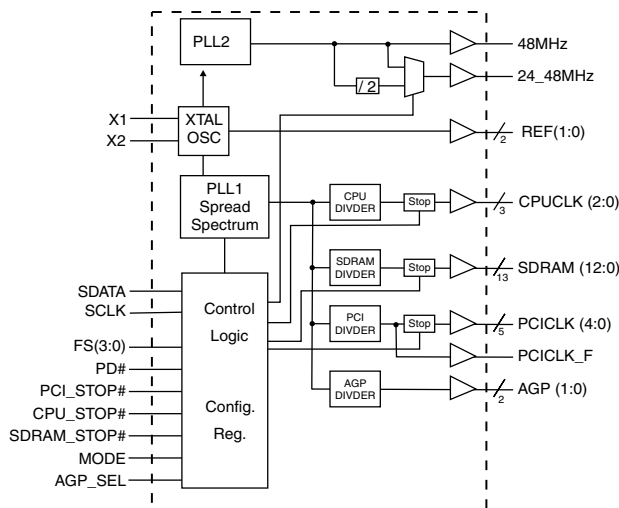 PLL2
48MHz
/ 2
24_48MHz
X1
X2
XTAL
OSC
2
REF(1:0)
PLL1
Spread
Spectrum
CPU
DIVDER
Stop
3
CPUCLK (2:0)
SDRAM
DIVDER
Stop
13
SDRAM (12:0)
PCI
DIVDER
Stop
5
PCICLK (4:0)
PCICLK_F
AGP
DIVDER
2
AGP (1:0)
SDATA
SCLK
FS(3:0)
PD#
PCI_STOP#
CPU_STOP#
SDRAM_STOP#
MODE
AGP_SEL
Control
Logic
Config.
Reg.